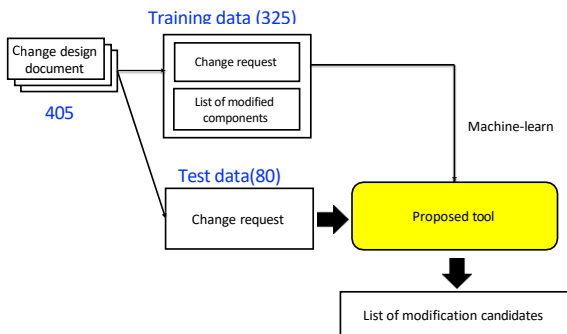 Training data (325)
Change design
document
405
Change request
List of modified
components
Machine-learn
Test data(80)
Change request
Proposed tool
List of modification candidates